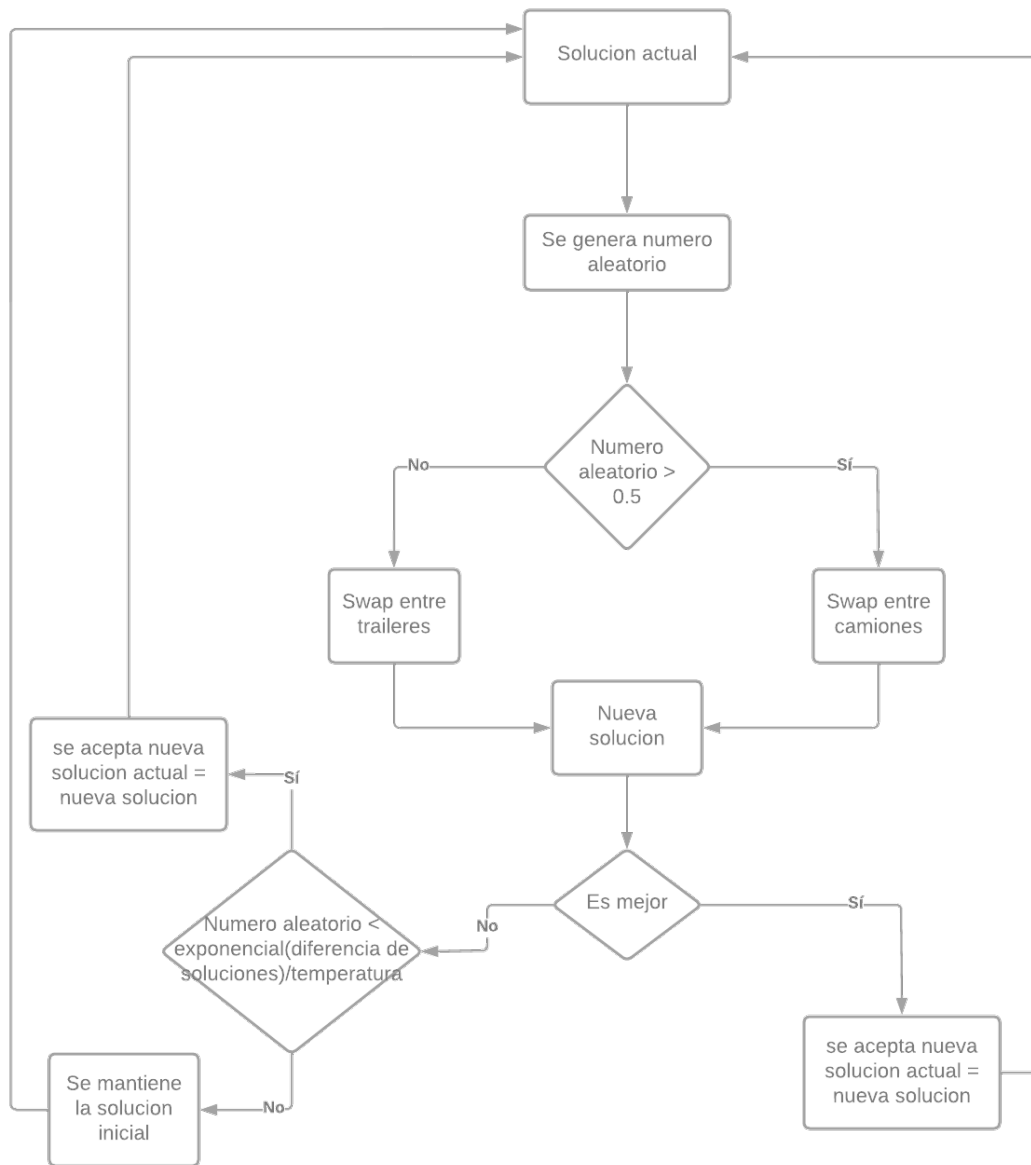 Solucion actual
Se genera numero
aleatorio
Numero
aleatorio >
0.5
No
Sí
Swap entre
traileres
Swap entre
camiones
Nueva
solucion
Es mejor
No
Sí
Numero aleatorio <
exponencial(diferencia de
soluciones)/temperatura
Sí
se acepta nueva
solucion actual =
nueva solucion
No
Se mantiene
la solucion
inicial
se acepta nueva
solucion actual =
nueva solucion